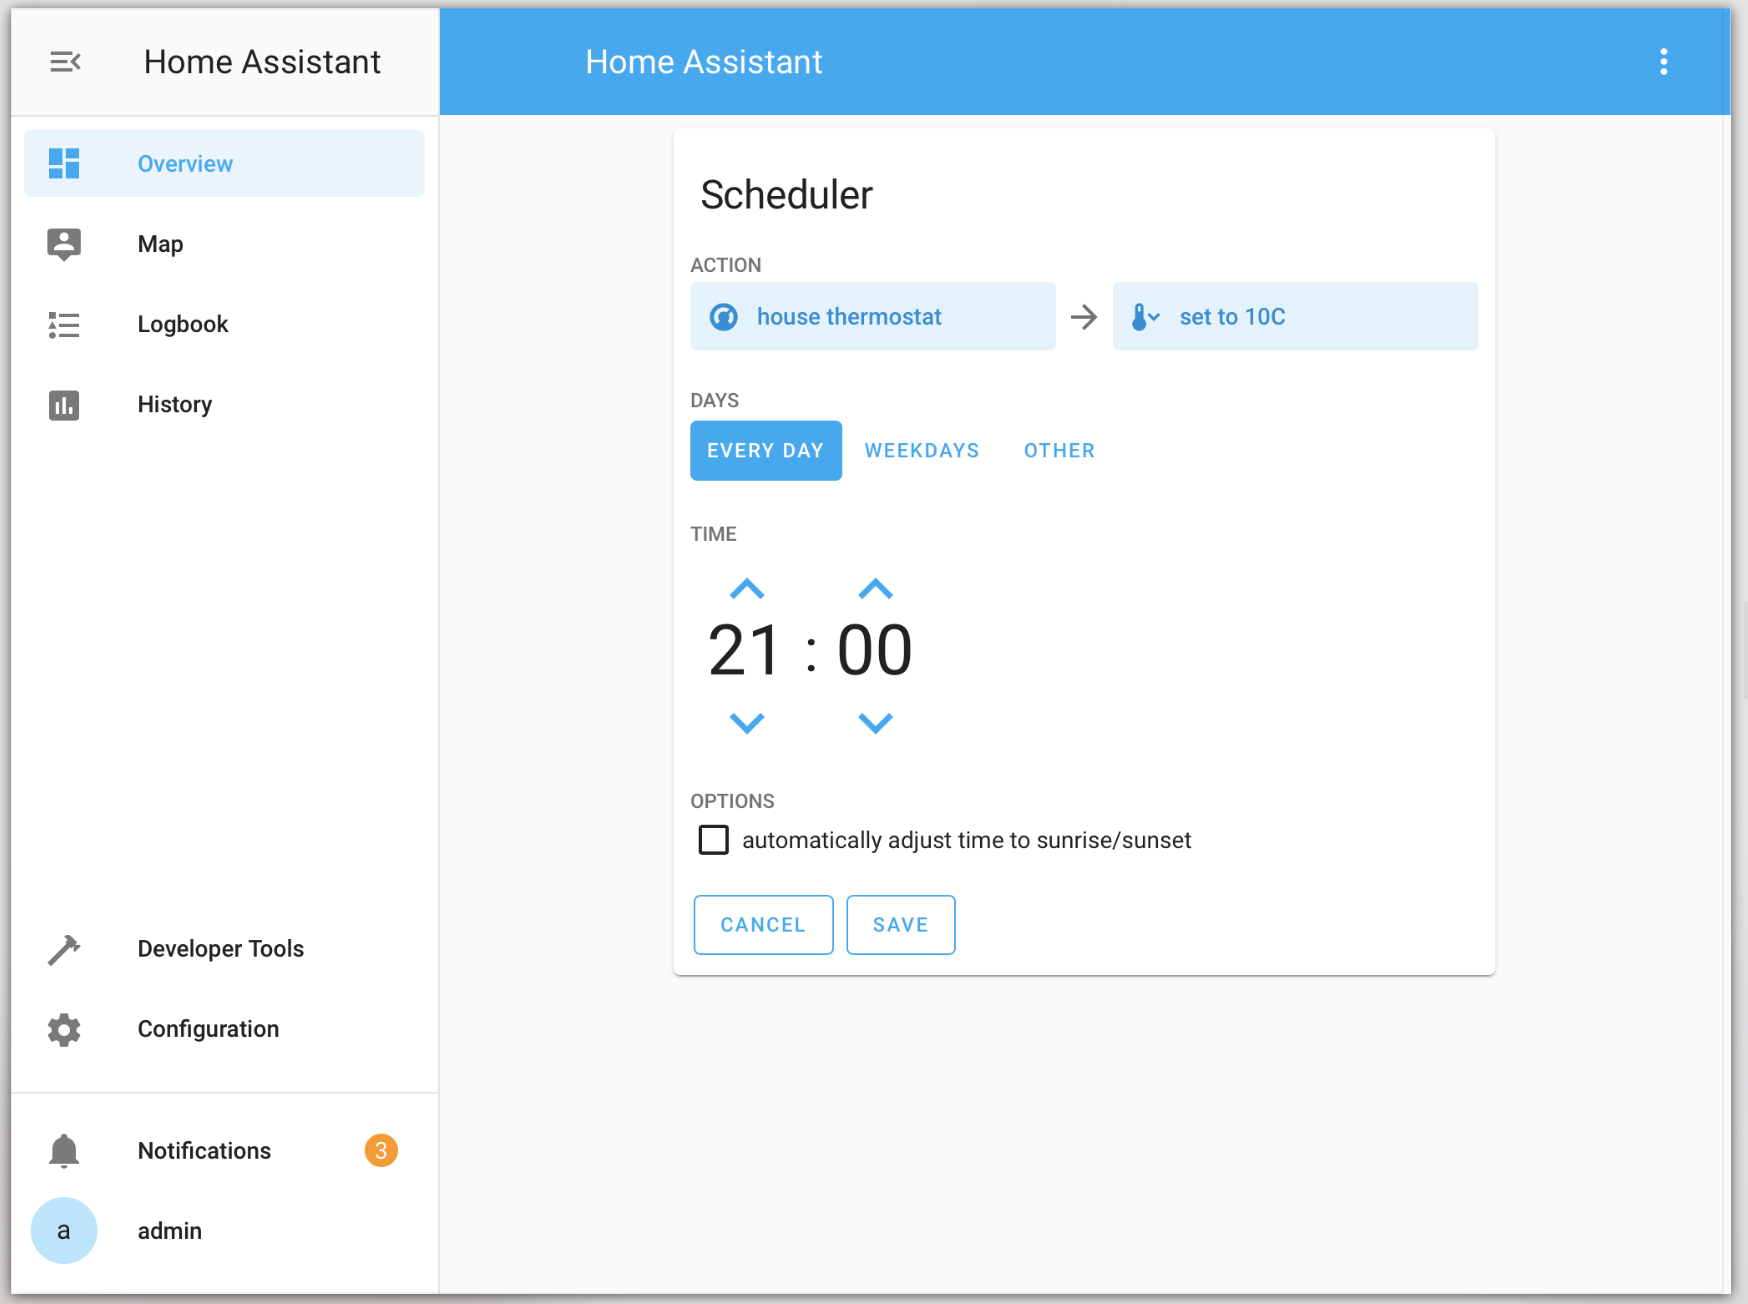 Home Assistant
Overview
Map
Logbook
History
Developer Tools
Configuration
Notifications 3
a admin
Home Assistant
Scheduler
ACTION
house thermostat set to 10C
DAYS
EVERY DAY WEEKDAYS OTHER
TIME
21 : 00
OPTIONS
automatically adjust time to sunrise/sunset
CANCEL SAVE